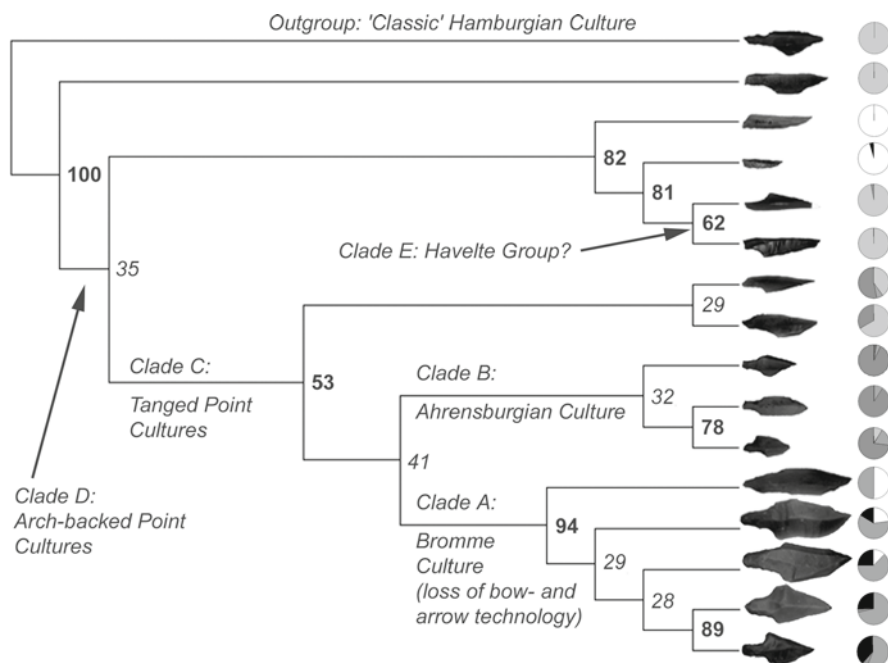 Outgroup: 'Classic' Hamburgian Culture
100
82
81
62
Clade E: Havelte Group?
35
29
Clade C:
Tanged Point
Cultures
53
Clade B:
Ahrensburgian Culture
32
78
41
Clade D:
Arch-backed Point
Cultures
Clade A:
Bromme
Culture
(loss of bow- and
arrow technology)
94
29
28
89